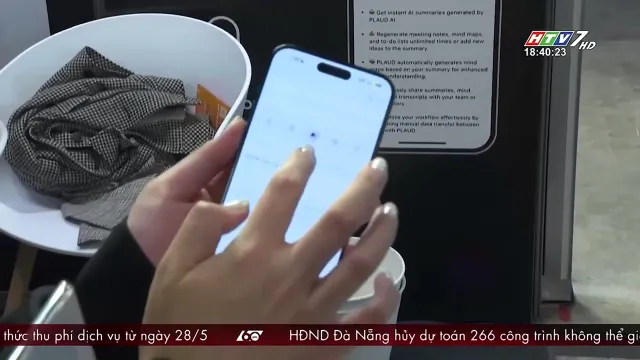 Get instant AI summaries generated by
PLAUD AI
Regenerate meeting notes, mind maps,
and to-do lists unlimited times or add new
ideas to the summary.
PLAUD automatically generates mind
maps based on your summary for enhanced
understanding.
share summaries, mind
transcripts with your team or
your workflow effectively by
manual data transfer between
with PLAUD
HTV7 HD
18:40:23
thức thu phí dịch vụ từ ngày 28/5
60
HĐND Đà Nẵng hủy dự toán 266 công trình không thể gi